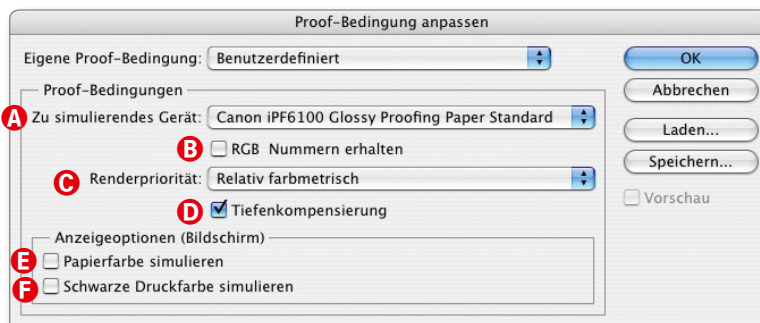 Proof-Bedingung anpassen
Eigene Proof-Bedingung: Benutzerdefiniert
OK
Proof-Bedingungen
Abbrechen
A Zu simulierendes Gerät: Canon iPF6100 Glossy Proofing Paper Standard
Laden...
B RGB Nummern erhalten
Speichern...
C Renderpriorität: Relativ farbmetrisch
Vorschau
D Tiefenkompensierung
Anzeigeoptionen (Bildschirm)
E Papierfarbe simulieren
F Schwarze Druckfarbe simulieren